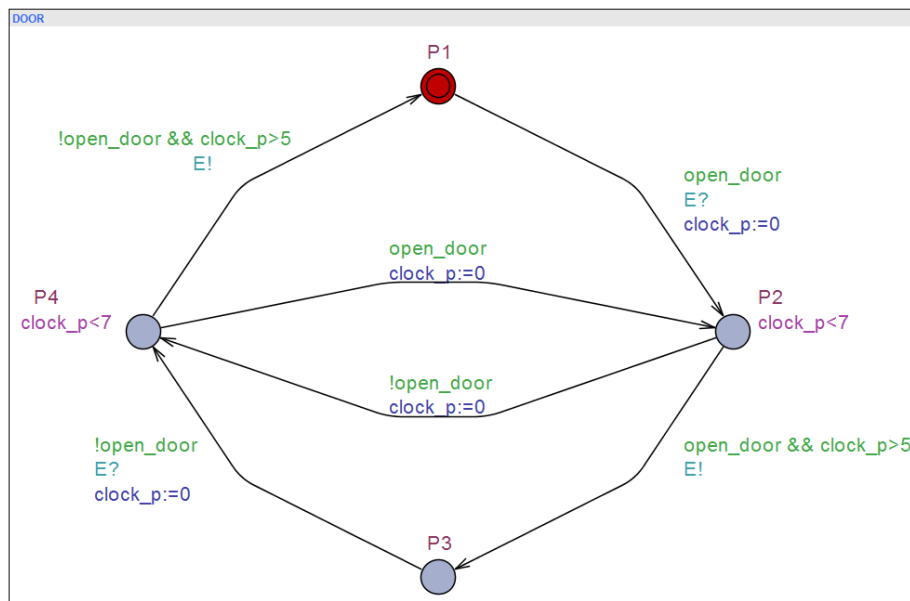 DOOR
P1
!open_door && clock_p>5
E!
open_door
E?
clock_p:=0
open_door
clock_p:=0
P4
clock_p<7
P2
clock_p<7
!open_door
clock_p:=0
!open_door
E?
clock_p:=0
open_door && clock_p>5
E!
P3